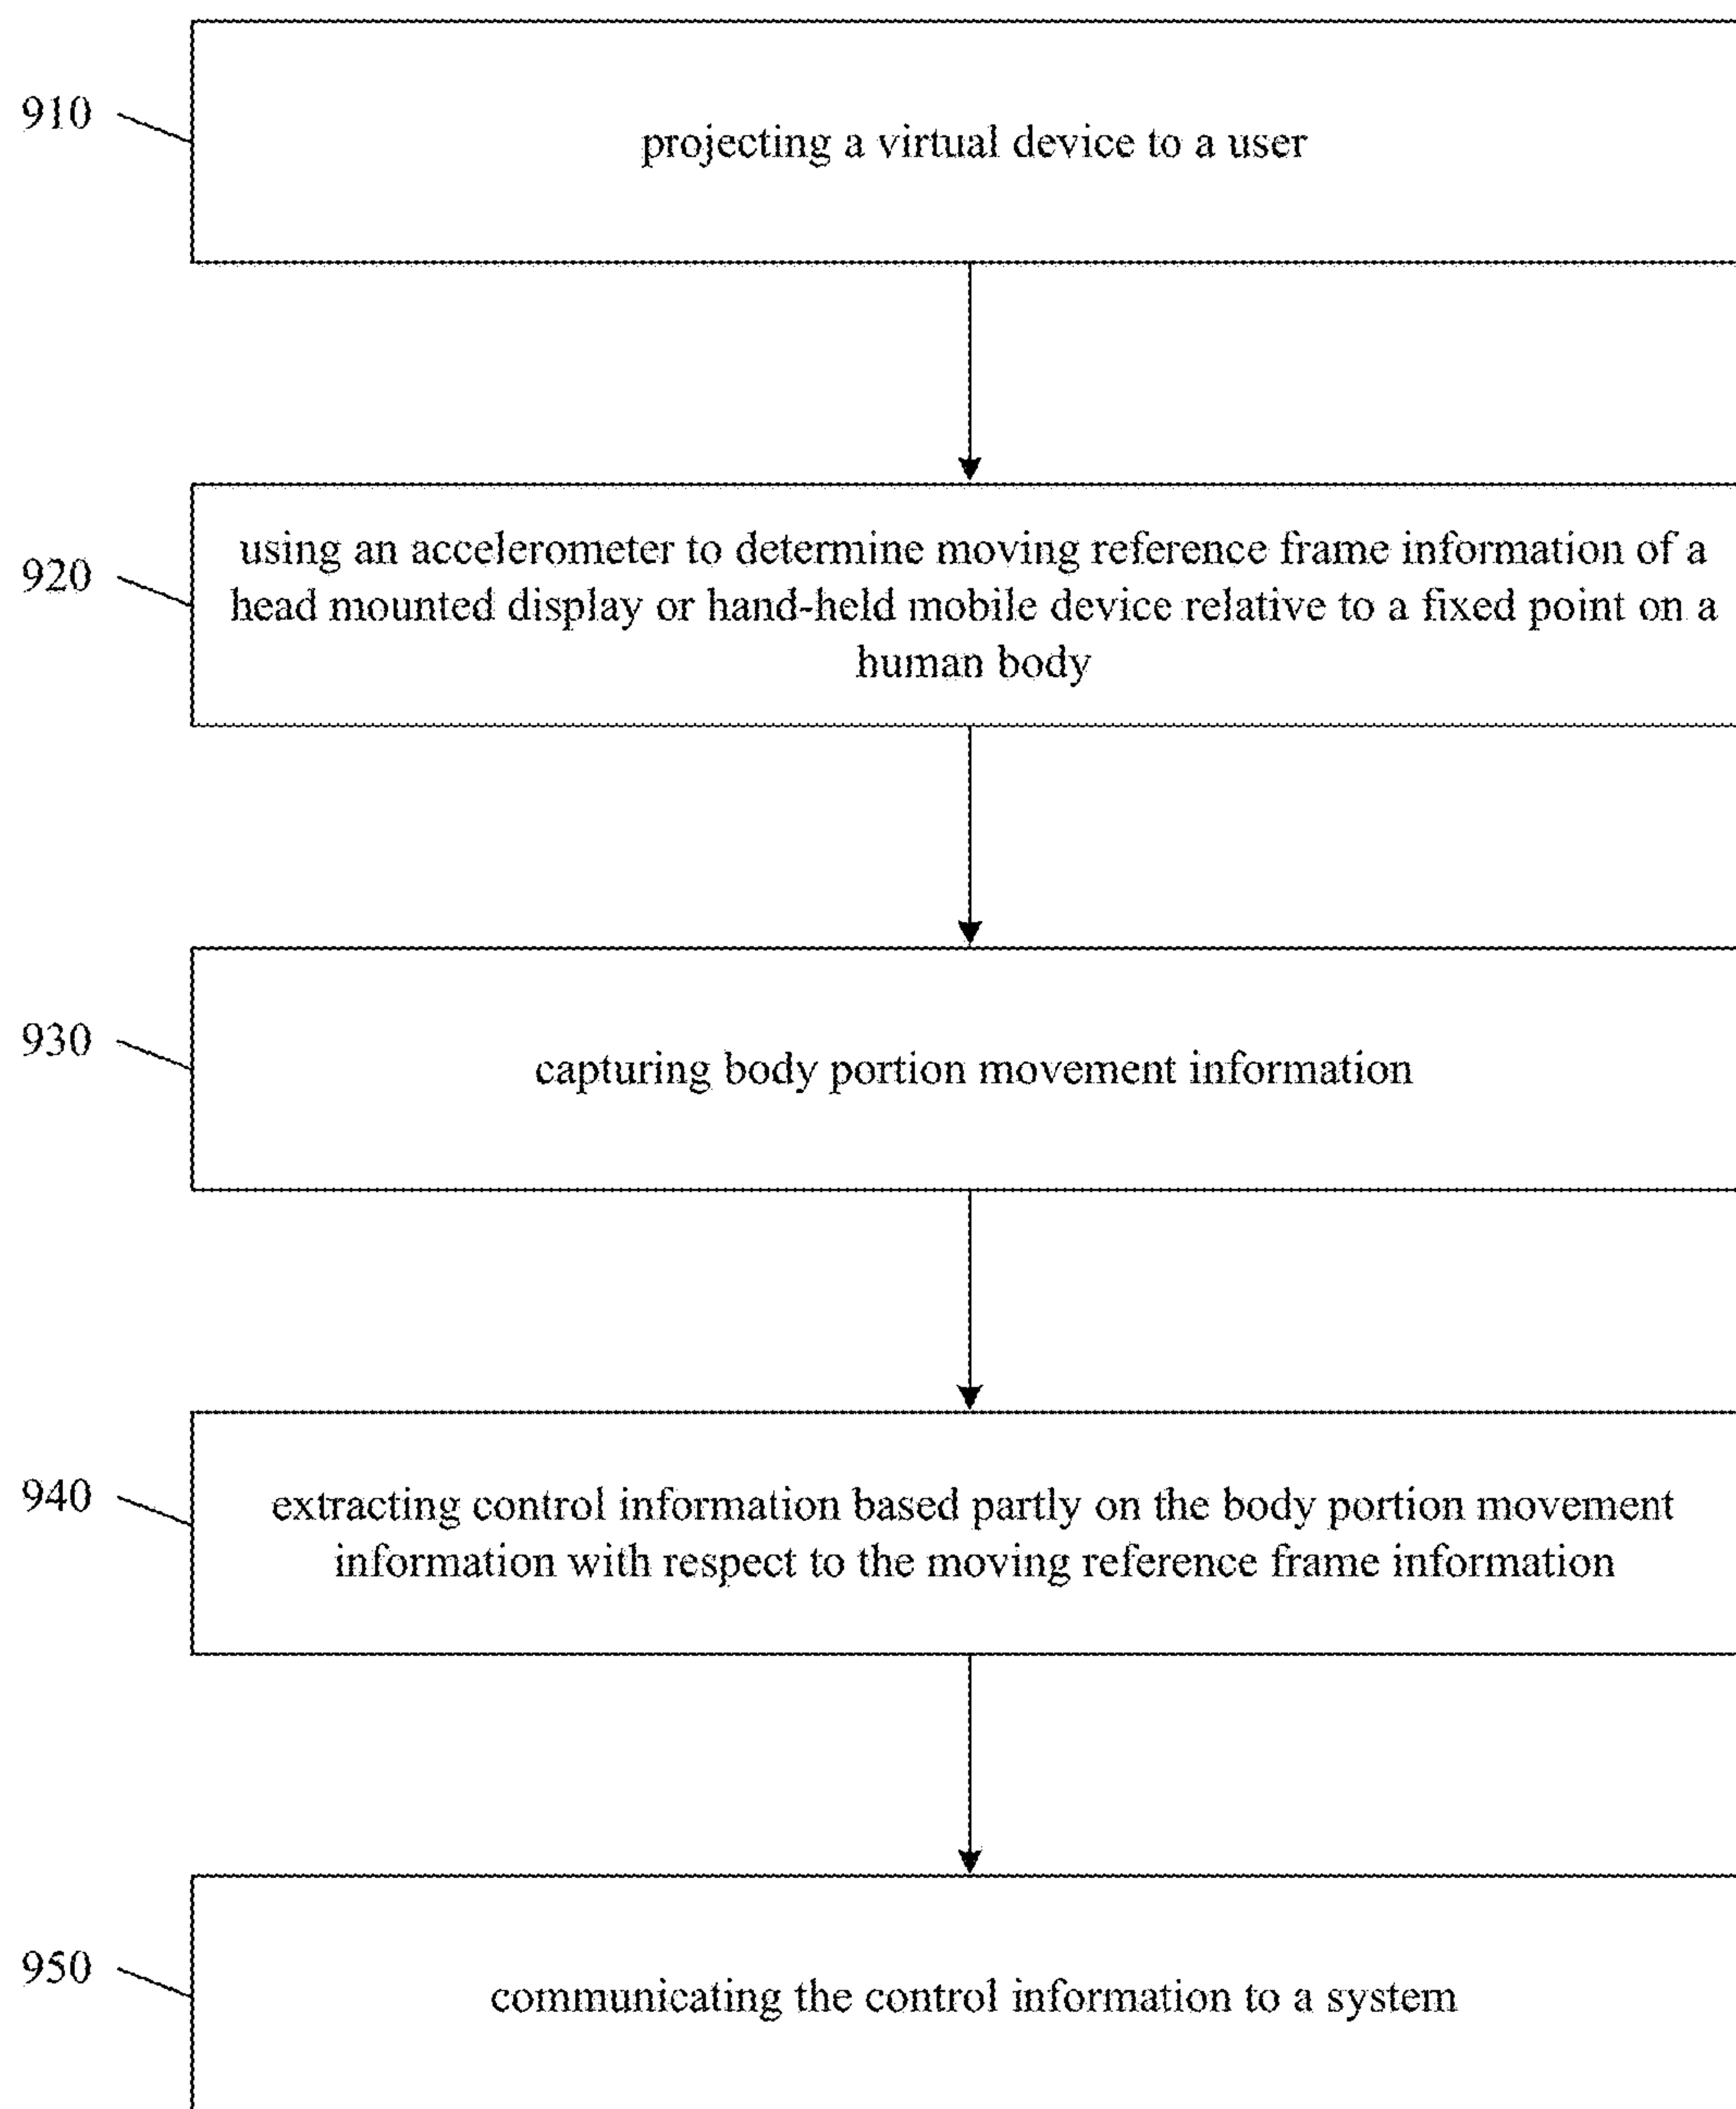 910
projecting a virtual device to a user
920
using an accelerometer to determine moving reference frame information of a
head mounted display or hand-held mobile device relative to a fixed point on a
human body
930
capturing body portion movement information
940
extracting control information based partly on the body portion movement
information with respect to the moving reference frame information
950
communicating the control information to a system